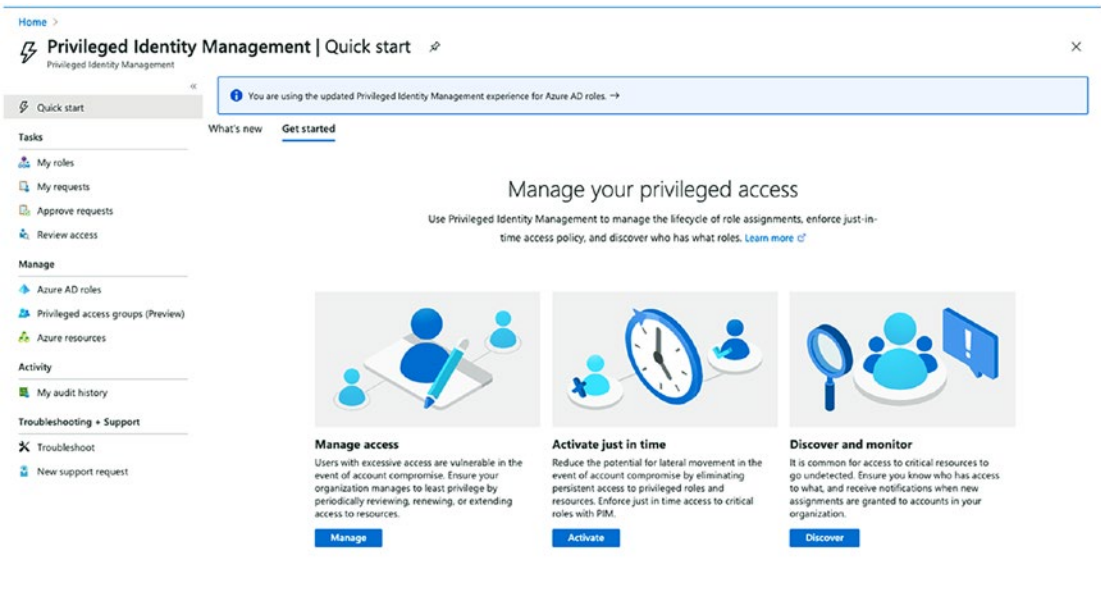 Home >
Privileged Identity Management | Quick start
Privileged Identity Management
«
Quick start
Tasks
My roles
My requests
Approve requests
Review access
Manage
Azure AD roles
Privileged access groups (Preview)
Azure resources
Activity
My audit history
Troubleshooting + Support
Troubleshoot
New support request
You are using the updated Privileged Identity Management experience for Azure AD roles. →
What's new Get started
Manage your privileged access
Use Privileged Identity Management to manage the lifecycle of role assignments, enforce just-in-
time access policy, and discover who has what roles. Learn more
Manage access
Users with excessive access are vulnerable in the
event of account compromise. Ensure your
organization manages to least privilege by
periodically reviewing, renewing, or extending
access to resources.
Manage
Activate just in time
Reduce the potential for lateral movement in the
event of account compromise by eliminating
persistent access to privileged roles and
resources. Enforce just in time access to critical
roles with PIM.
Activate
Discover and monitor
It is common for access to critical resources to
go undetected. Ensure you know who has access
to what, and receive notifications when new
assignments are granted to accounts in your
organization.
Discover